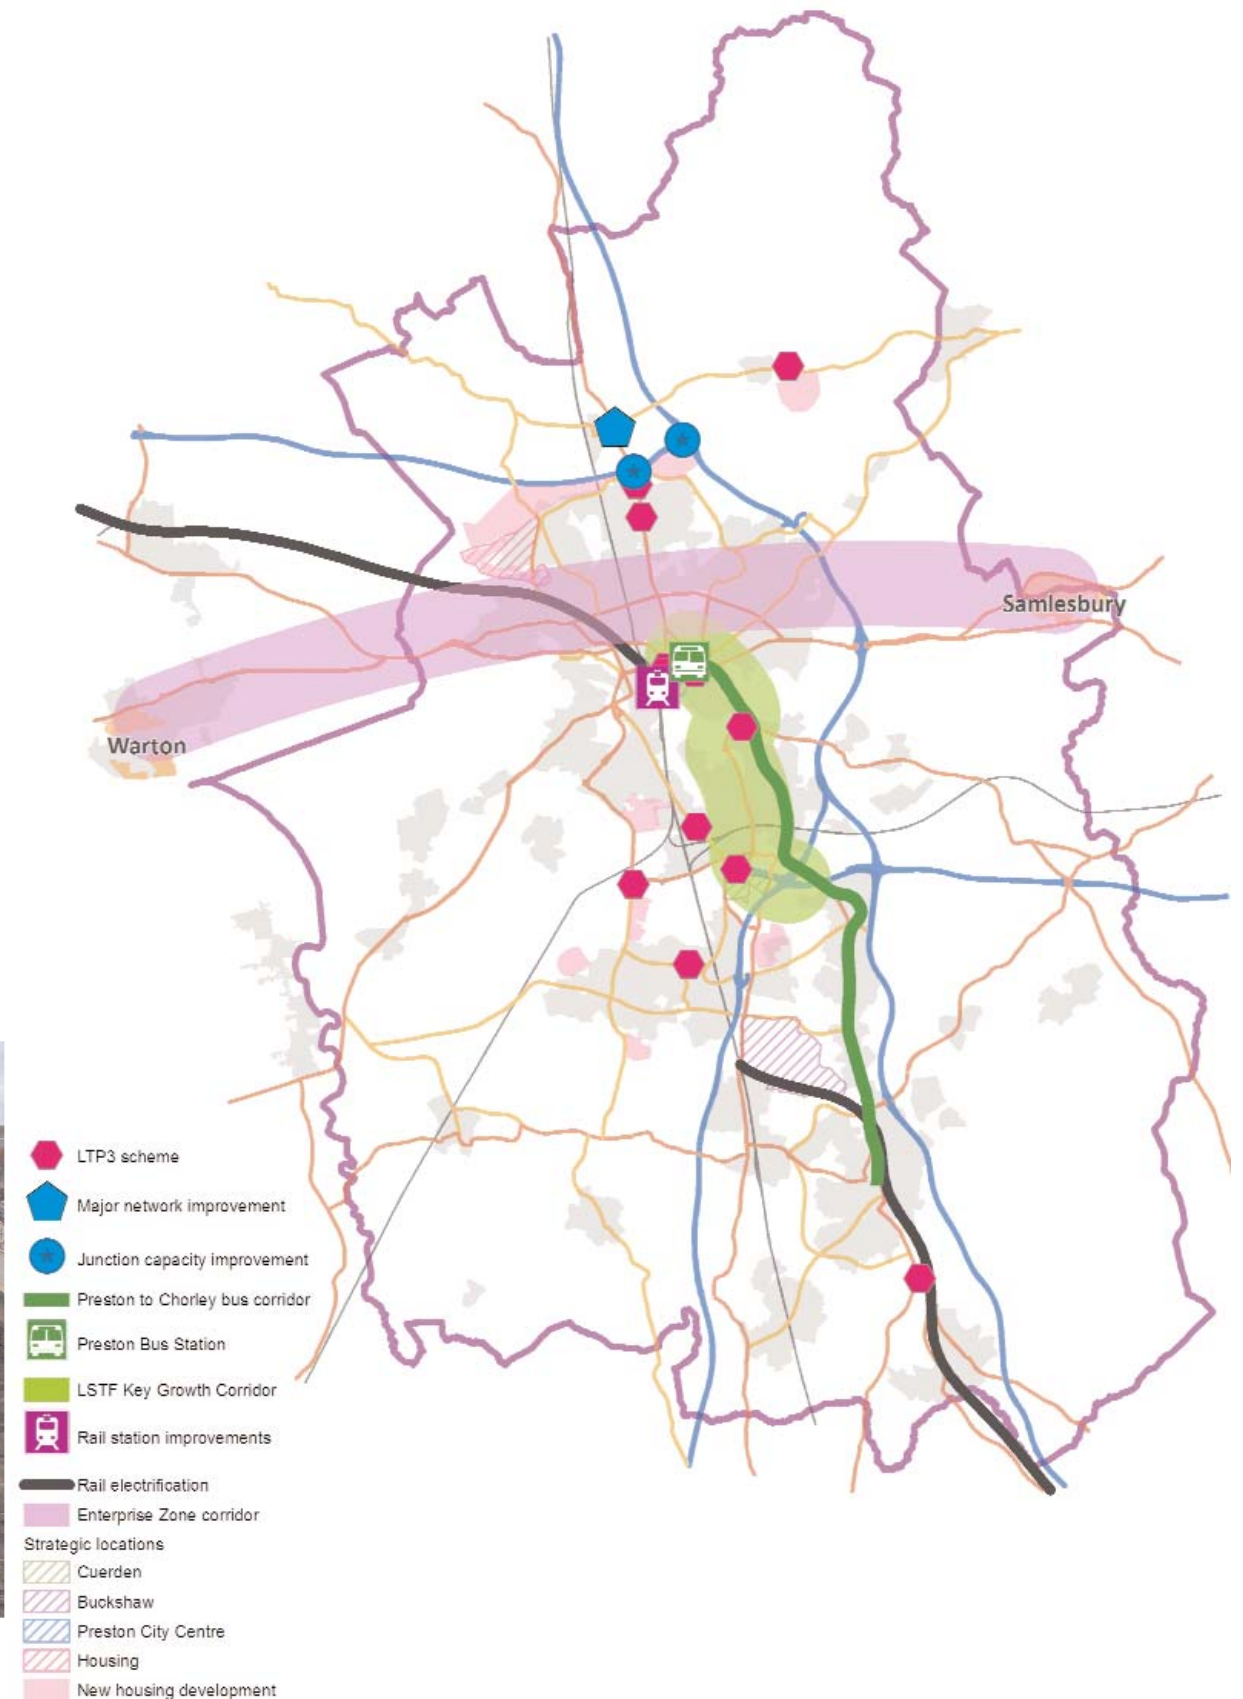 Samlesbury
Warton
LTP3 scheme
Major network improvement
Junction capacity improvement
Preston to Chorley bus corridor
Preston Bus Station
LSTF Key Growth Corridor
Rail station improvements
Rail electrification
Enterprise Zone corridor
Strategic locations
Cuerden
Buckshaw
Preston City Centre
Housing
New housing development